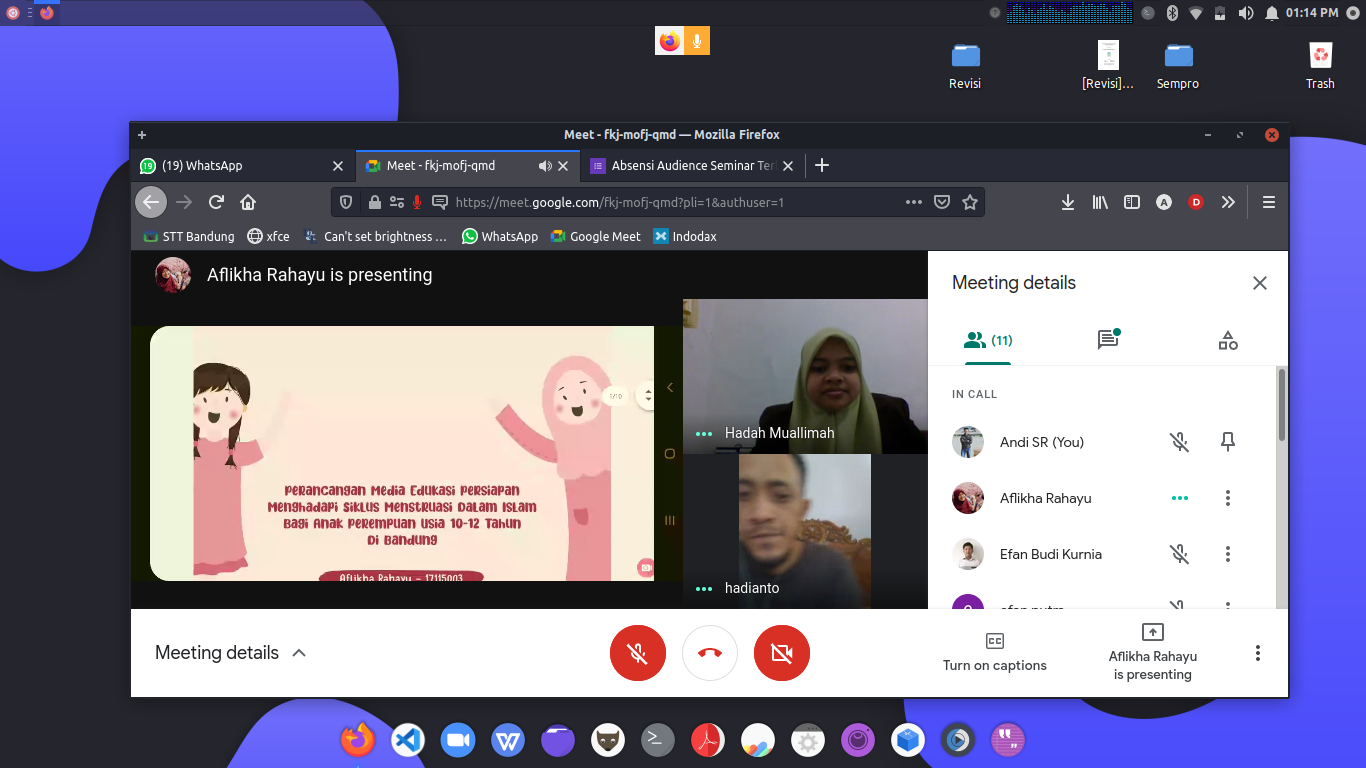 01:14 PM
Revisi
[Revisi]...
Sempro
Trash
Meet - fkj-mofj-qmd — Mozilla Firefox
19
(19) WhatsApp
Meet - fkj-mofj-qmd
Absensi Audience Seminar Ter
https://meet.google.com/fkj-mofj-qmd?pli=1&authuser=1
A
D
STT Bandung
xfce
Can't set brightness ...
WhatsApp
Google Meet
Indodax
Aflikha Rahayu is presenting
1/10
Perancangan Media Edukasi Persiapan
Menghadapi Siklus Menstruasi Dalam Islam
Bagi Anak Perempuan Usia 10-12 Tahun
Di Bandung
Aflikha Rahayu - 17115003
Hadah Muallimah
hadianto
Meeting details
(11)
IN CALL
Andi SR (You)
Aflikha Rahayu
Efan Budi Kurnia
Meeting details
CC
Turn on captions
Aflikha Rahayu
is presenting